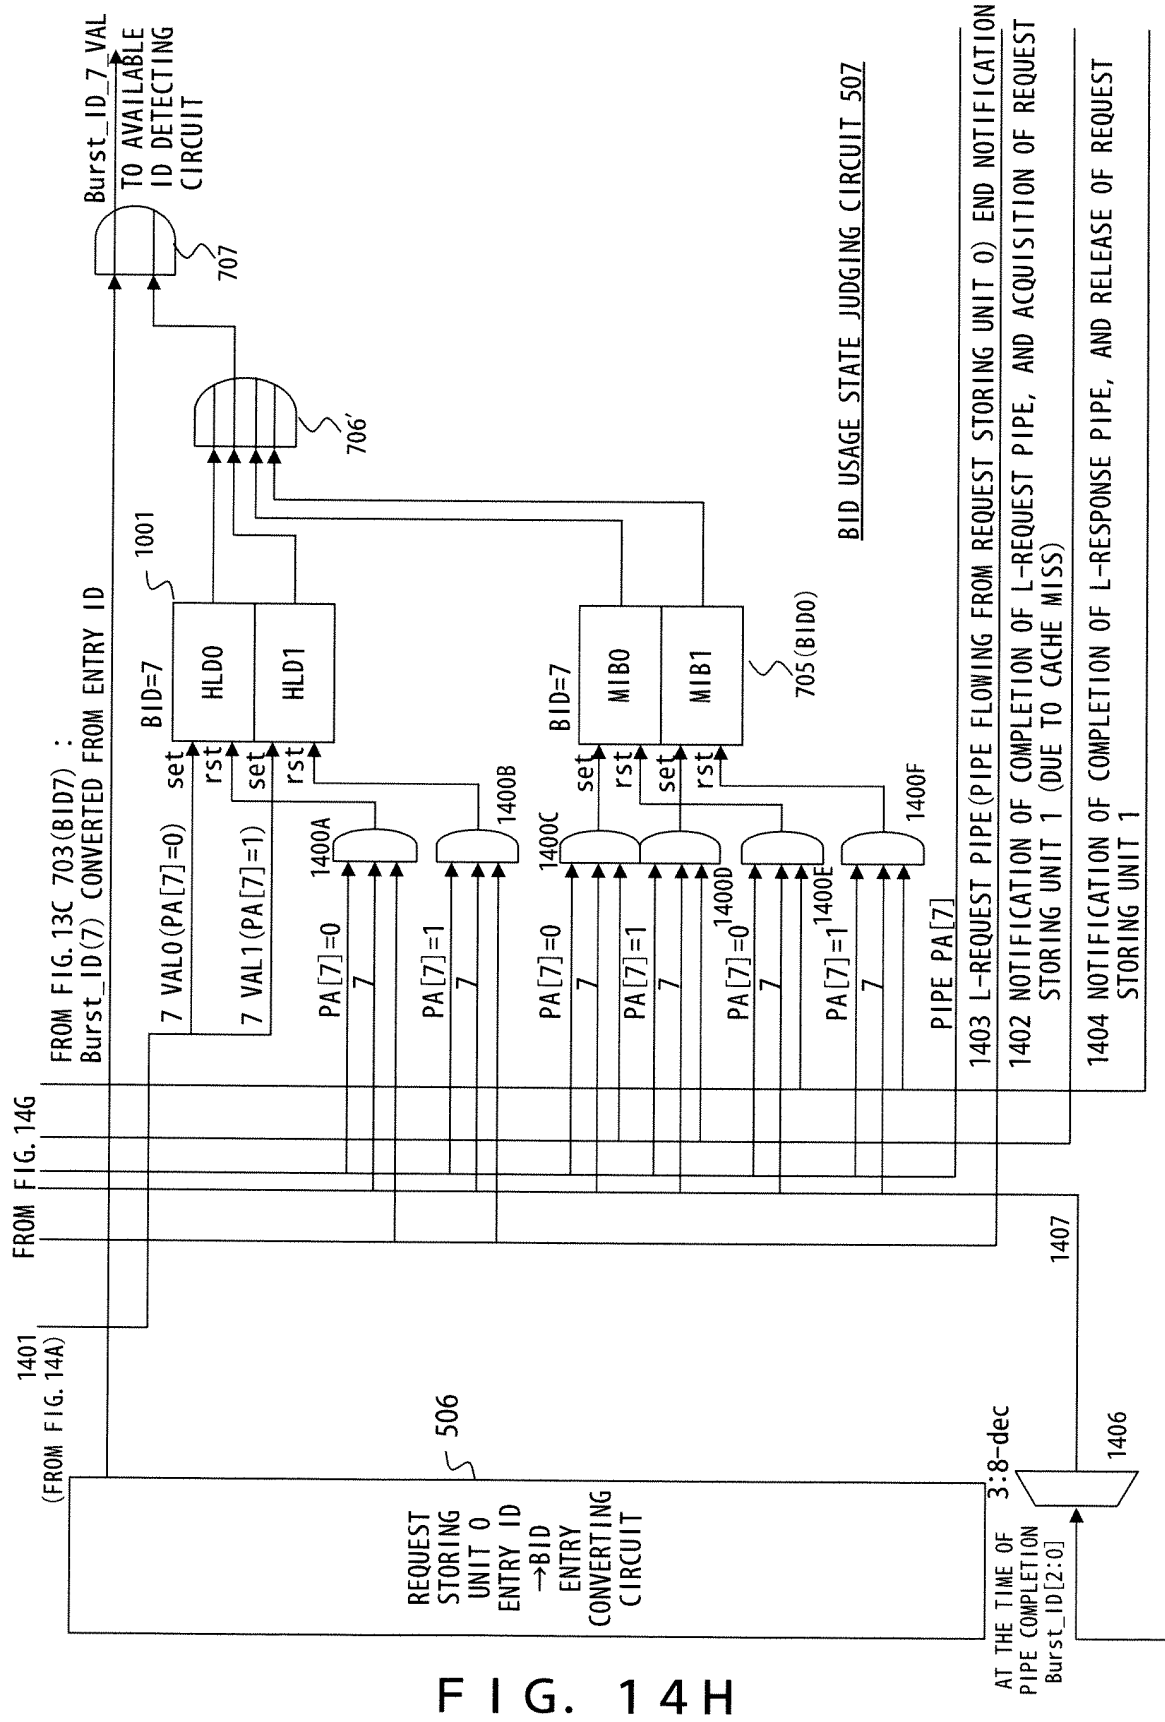 Burst_ID_7_VAL
TO AVAILABLE
ID DETECTING
CIRCUIT
707
706'
FROM FIG. 13C 703(BID7) :
Burst_ID(7) CONVERTED FROM ENTRY ID
BID=7
1001
HLD0
HLD1
set
rst
set
rst
7 VAL0(PA[7]=0)
7 VAL1(PA[7]=1)
1400A
PA[7]=0
7
1400B
PA[7]=1
7
BID=7
MIB0
MIB1
705(BID0)
set
rst
set
rst
1400C
PA[7]=0
7
1400D
PA[7]=1
7
1400E
PA[7]=0
7
1400F
PA[7]=1
7
PIPE PA[7]
BID USAGE STATE JUDGING CIRCUIT 507
1403 L-REQUEST PIPE(PIPE FLOWING FROM REQUEST STORING UNIT 0) END NOTIFICATION
1402 NOTIFICATION OF COMPLETION OF L-REQUEST PIPE, AND ACQUISITION OF REQUEST
STORING UNIT 1 (DUE TO CACHE MISS)
1404 NOTIFICATION OF COMPLETION OF L-RESPONSE PIPE, AND RELEASE OF REQUEST
STORING UNIT 1
FROM FIG. 14G
1401
(FROM FIG. 14A)
506
REQUEST
STORING
UNIT 0
ENTRY ID
→BID
ENTRY
CONVERTING
CIRCUIT
3:8-dec
1406
1407
AT THE TIME OF
PIPE COMPLETION
Burst_ID[2:0]
FIG. 14H